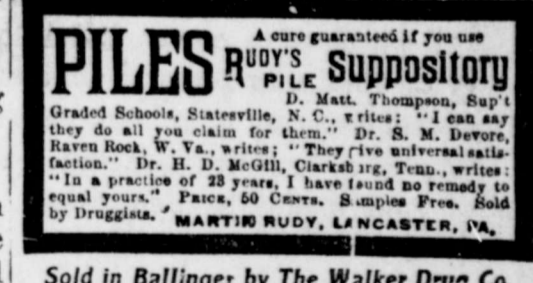 PILES
A cure guaranteed if you use
RUDY'S PILE Suppository
D. Matt. Thompson, Sup't
Graded Schools, Statesville, N. C., writes: "I can say
they do all you claim for them." Dr. S. M. Devore,
Raven Rock, W. Va., writes; "They give universal satis-
faction." Dr. H. D. McGill, Clarksburg, Tenn., writes:
"In a practice of 23 years, I have found no remedy to
equal yours." PRICE, 50 CENTS. Samples Free. Sold
by Druggists. MARTIN RUDY, LANCASTER, PA.
Sold in Ballinger by The Walker Drug Co